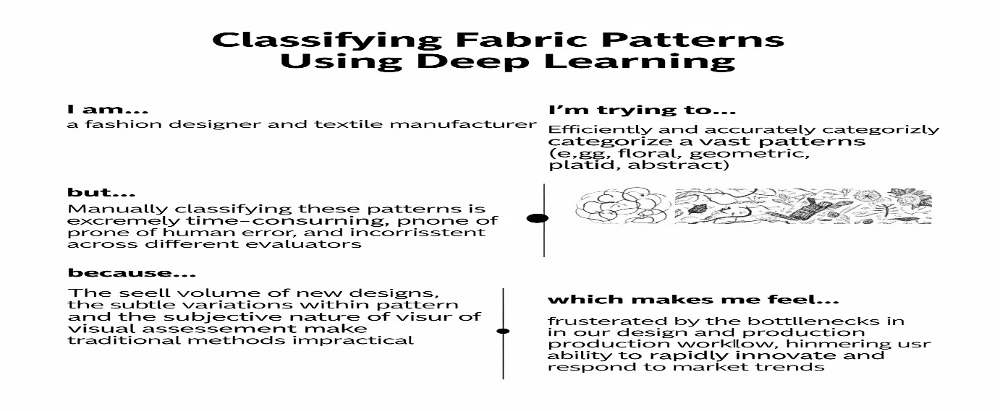 Classifying Fabric Patterns
Using Deep Learning
I am...
a fashion designer and textile manufacturer
I'm trying to...
Efficiently and accurately categorizly
categorize a vast patterns
(e,gg, floral, geometric,
platid, abstract)
but...
Manually classifying these patterns is
excremely time-consurning, pnone of
prone of human error, and incorrisstent
across different evaluators
because...
The seell volume of new designs,
the subtle variations within pattern
and the subjective nature of visur of
visual assessement make
traditional methods impractical
which makes me feel...
frusterated by the bottllenecks in
in our design and production
production workllow, hinmering usr
ability to rapidly innovate and
respond to market trends